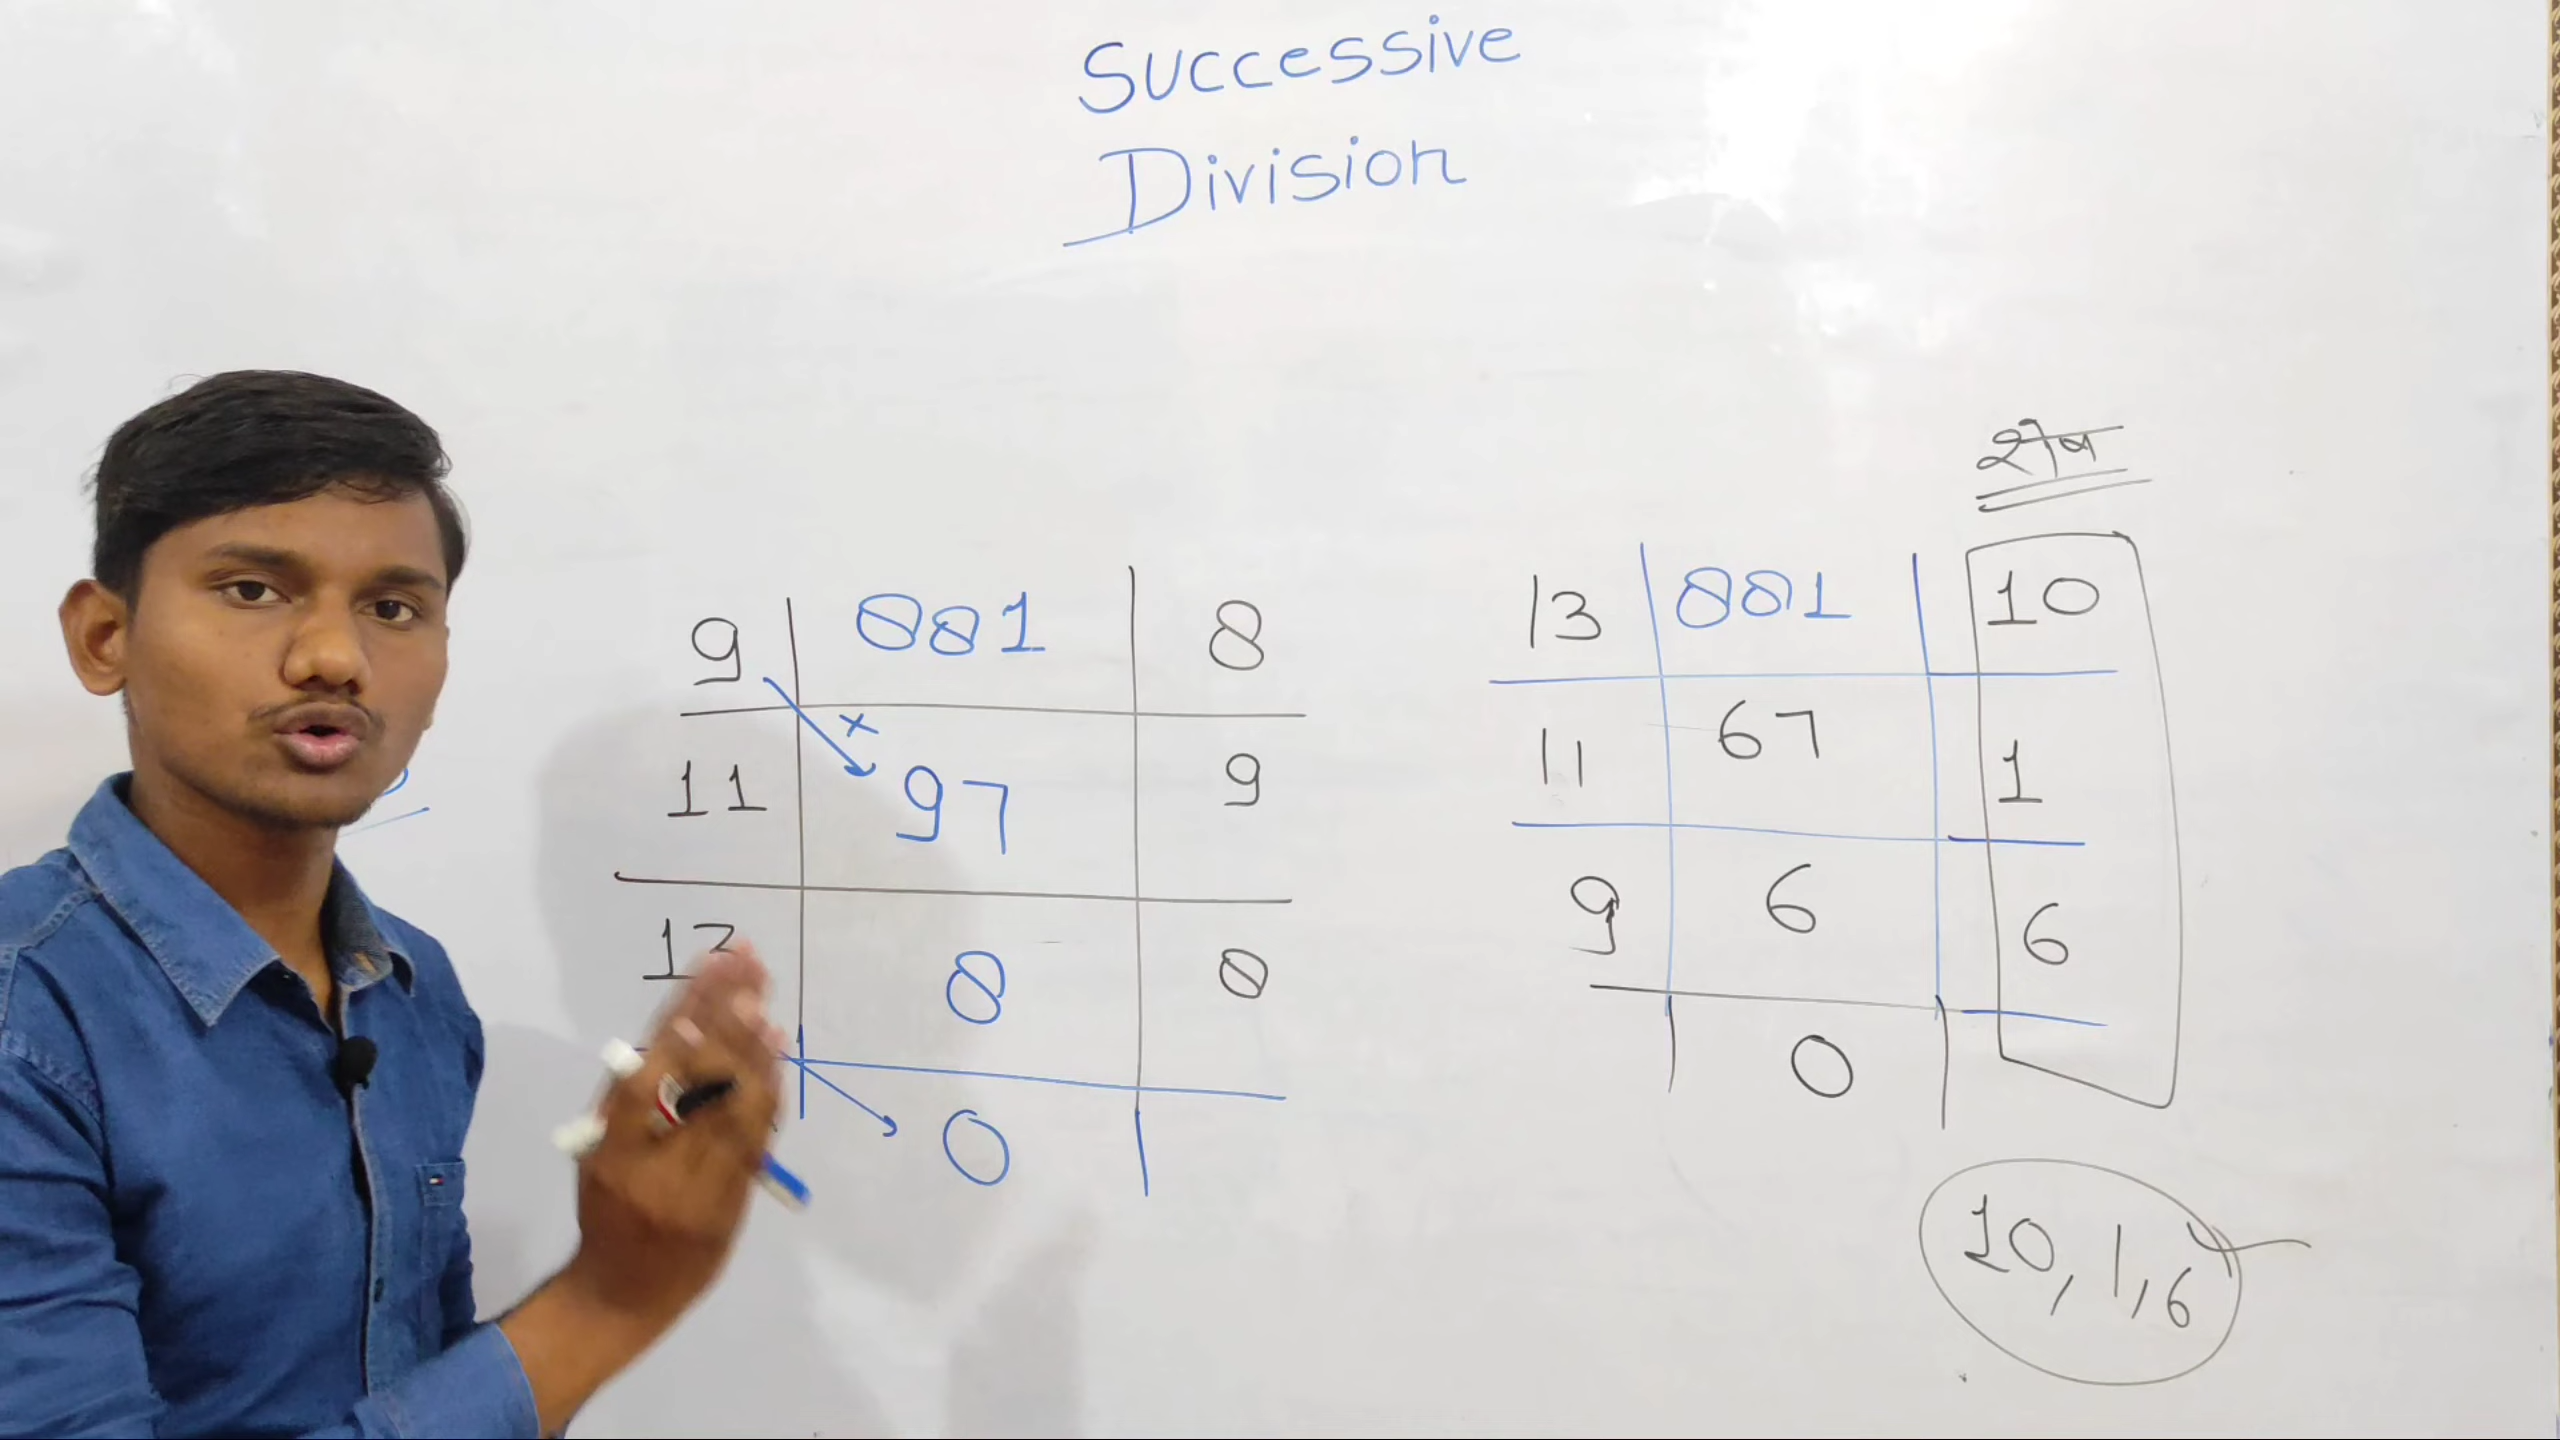 Successive
Division
शेष
9 881 8
11 97 9
8 8
0
13 881 10
11 67 1
9 6 6
0
10, 1, 6